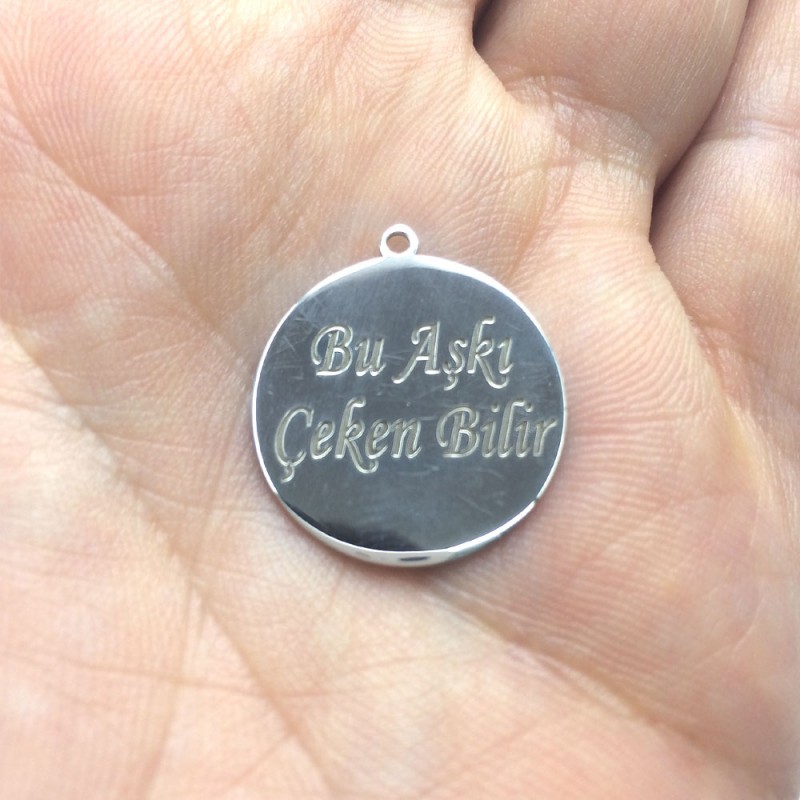 Bu Aşkı
Çeken Bilir